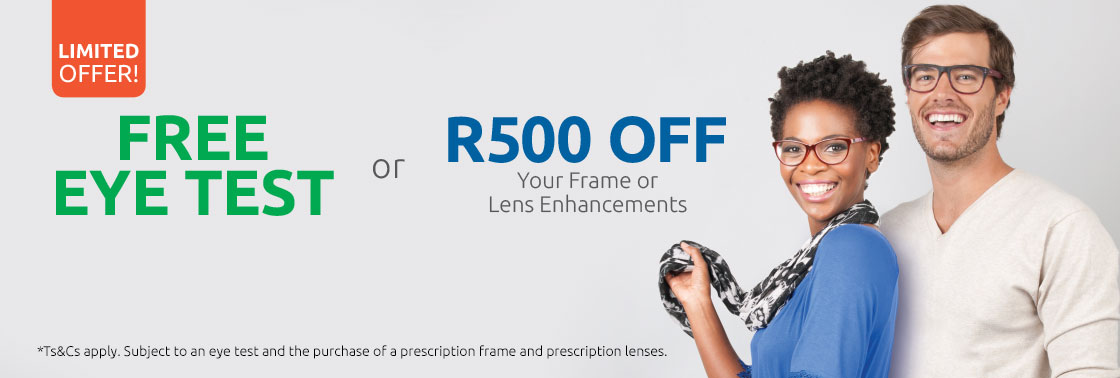 LIMITED
OFFER!
FREE
EYE TEST
or
R500 OFF
Your Frame or
Lens Enhancements
*Ts&Cs apply. Subject to an eye test and the purchase of a prescription frame and prescription lenses.